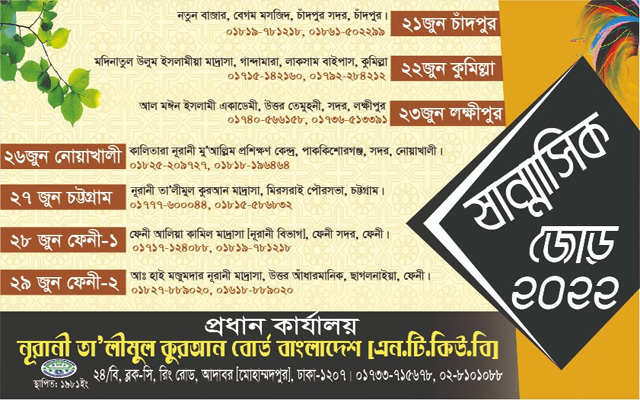 নতুন বাজার, বেগম মসজিদ, চাঁদপুর সদর, চাঁদপুর।
০১৮১৯-৭৮১২১৮, ০১৮৬১-৫০২২৯৯
২১জুন চাঁদপুর
মদিনাতুল উলুম ইসলামীয়া মাদ্রাসা, গান্দামারা, লাকসাম বাইপাস, কুমিল্লা
০১৭১৫-১৪২১৬০, ০১৭৯২-২৮৪২১২
২২জুন কুমিল্লা
আল মঈন ইসলামী একাডেমী, উত্তর তেমুহনী, সদর, লক্ষীপুর
০১৭৪০-৫৬৬১৫৮, ০১৭৩৬-৫১৩৩৯১
২৩জুন লক্ষীপুর
২৬জুন নোয়াখালী
কালিতারা নূরানী মু'আল্লিম প্রশিক্ষণ কেন্দ্র, পাককিশোরগঞ্জ, সদর, নোয়াখালী।
০১৮২৫-২০৯৭২৭, ০১৮১৮-১৯৬৪৬৪
২৭ জুন চট্টগ্রাম
নূরানী তা'লীমুল কুরআন মাদ্রাসা, মিরসরাই পৌরসভা, চট্টগ্রাম।
০১৭৭৭-৬০০০৪৪, ০১৮১৫-৫৮৬৮৩২
২৮ জুন ফেনী-১
ফেনী আলিয়া কামিল মাদ্রাসা [নূরানী বিভাগ], ফেনী সদর, ফেনী।
০১৭১৭-১২৪০৮৮, ০১৮১৯-৭৮১২১৮
২৯ জুন ফেনী-২
আঃ হাই মজুমদার নূরানী মাদ্রাসা, উত্তর আঁধারমানিক, ছাগলনাইয়া, ফেনী।
০১৮২৭-৮৮৯০২০, ০১৬১৮-৮৮৯০২০
ষান্মাসিক
জোড়
২০২২
প্রধান কার্যালয়
নূরানী তা'লীমুল কুরআন বোর্ড বাংলাদেশ [এন.টি.কিউ.বি]
স্থাপিতঃ ১৯৮১ইং
২৪/বি, ব্লক-সি, রিং রোড, আদাবর [মোহাম্মদপুর], ঢাকা-১২০৭। ০১৭৩৩-৭১৫৬৭৮, ০২-৮১০১০৮৮